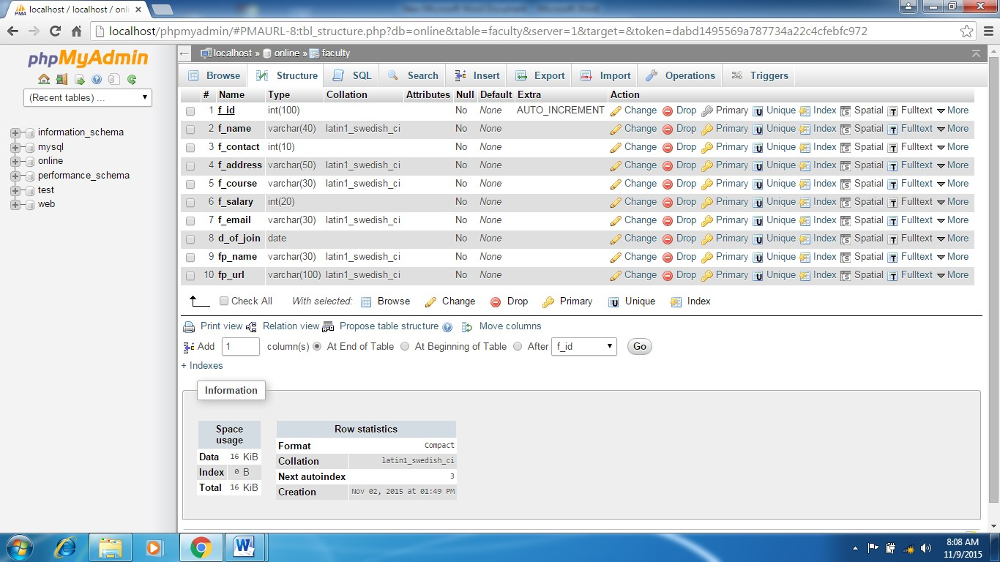 localhost / localhost / onli
New Microsoft Word Document - Microsoft Word
localhost/phpmyadmin/#PMAURL-8:tbl_structure.php?db=online&table=faculty&server=1&target=&token=dabd1495569a787734a22c4cfebfc972
phpMyAdmin
(Recent tables) ...
information_schema
mysql
online
performance_schema
test
web
localhost » online » faculty
Browse Structure SQL Search Insert Export Import Operations Triggers
# Name Type Collation Attributes Null Default Extra Action
1 f_id int(100) No None AUTO_INCREMENT Change Drop Primary Unique Index Spatial Fulltext More
2 f_name varchar(40) latin1_swedish_ci No None Change Drop Primary Unique Index Spatial Fulltext More
3 f_contact int(10) No None Change Drop Primary Unique Index Spatial Fulltext More
4 f_address varchar(50) latin1_swedish_ci No None Change Drop Primary Unique Index Spatial Fulltext More
5 f_course varchar(30) latin1_swedish_ci No None Change Drop Primary Unique Index Spatial Fulltext More
6 f_salary int(20) No None Change Drop Primary Unique Index Spatial Fulltext More
7 f_email varchar(30) latin1_swedish_ci No None Change Drop Primary Unique Index Spatial Fulltext More
8 d_of_join date No None Change Drop Primary Unique Index Spatial Fulltext More
9 fp_name varchar(30) latin1_swedish_ci No None Change Drop Primary Unique Index Spatial Fulltext More
10 fp_url varchar(100) latin1_swedish_ci No None Change Drop Primary Unique Index Spatial Fulltext More
Check All With selected: Browse Change Drop Primary Unique Index
Print view Relation view Propose table structure Move columns
Add 1 column(s) At End of Table At Beginning of Table After f_id Go
+ Indexes
Information
Space usage
Data 16 KiB
Index 0 B
Total 16 KiB
Row statistics
Format Compact
Collation latin1_swedish_ci
Next autoindex 3
Creation Nov 02, 2015 at 01:49 PM
8:08 AM
11/9/2015